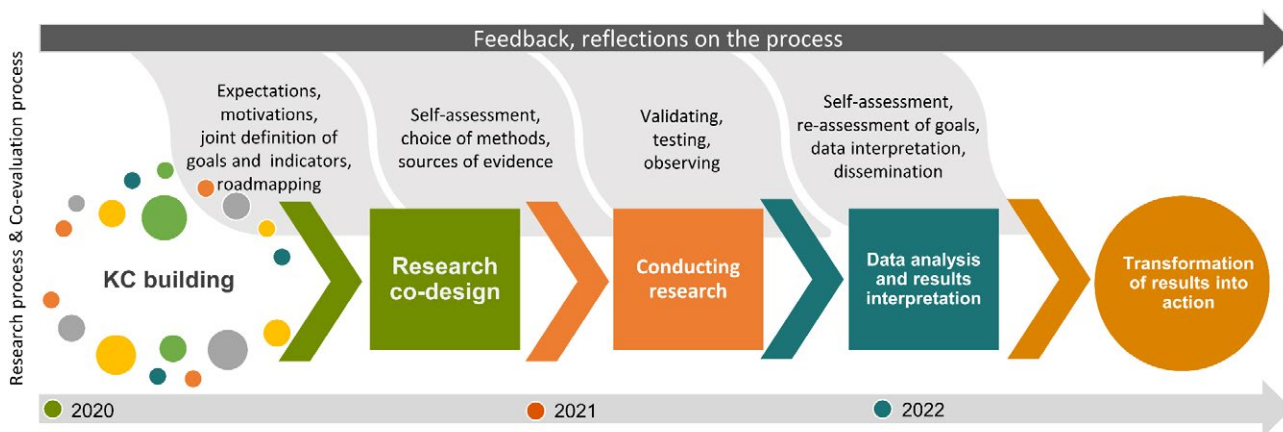 Feedback, reflections on the process
Research process & Co-evaluation process
Expectations,
motivations,
joint definition of
goals and indicators,
roadmapping
Self-assessment,
choice of methods,
sources of evidence
Validating,
testing,
observing
Self-assessment,
re-assessment of goals,
data interpretation,
dissemination
KC building
Research
co-design
Conducting
research
Data analysis
and results
interpretation
Transformation
of results into
action
2020
2021
2022